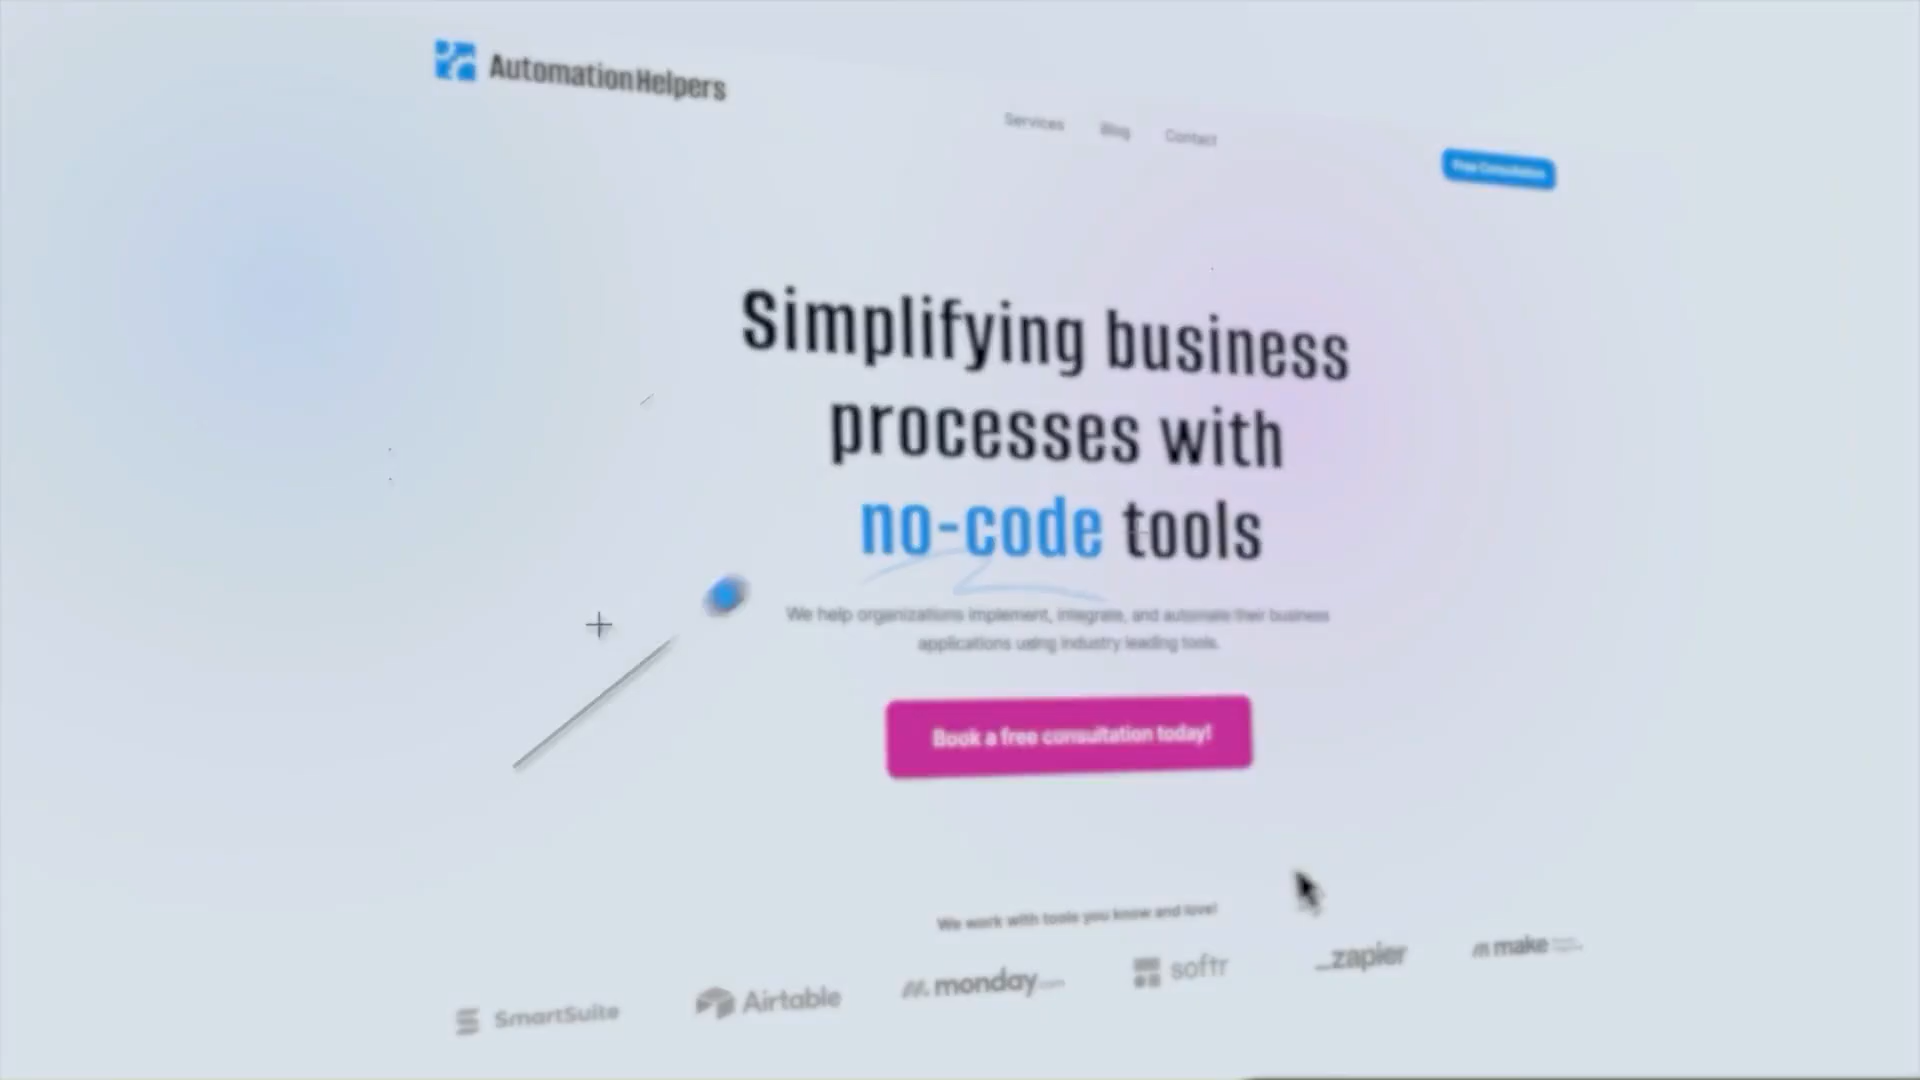 AutomationHelpers
Services Blog Contact
Free Consultation
Simplifying business
processes with
no-code tools
We help organizations implement, integrate, and automate their business
applications using industry leading tools.
Book a free consultation today!
We work with tools you know and love!
SmartSuite Airtable monday.com softr _zapier make